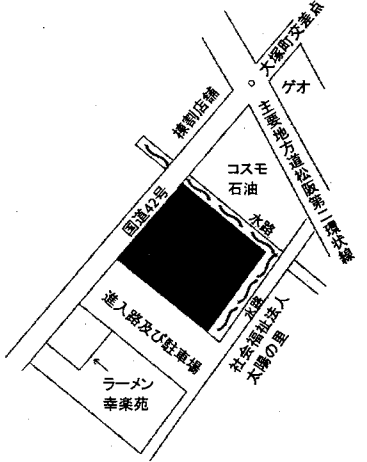 大塚町交差点
ゲオ
主要地方道松阪第二環状線
棟割店舗
コスモ
石油
国道42号
水路
水路
社会福祉法人
太陽の里
進入路及び駐車場
ラーメン
幸楽苑